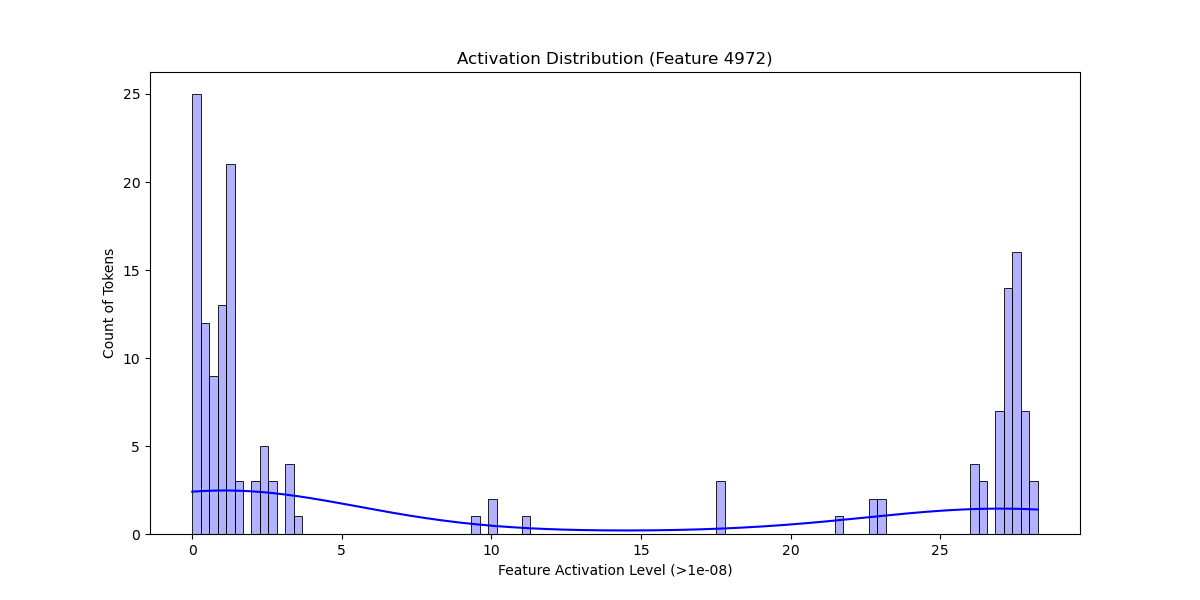 Activation Distribution (Feature 4972)
25
20
15
10
5
0
Count of Tokens
0 5 10 15 20 25
Feature Activation Level (>1e-08)